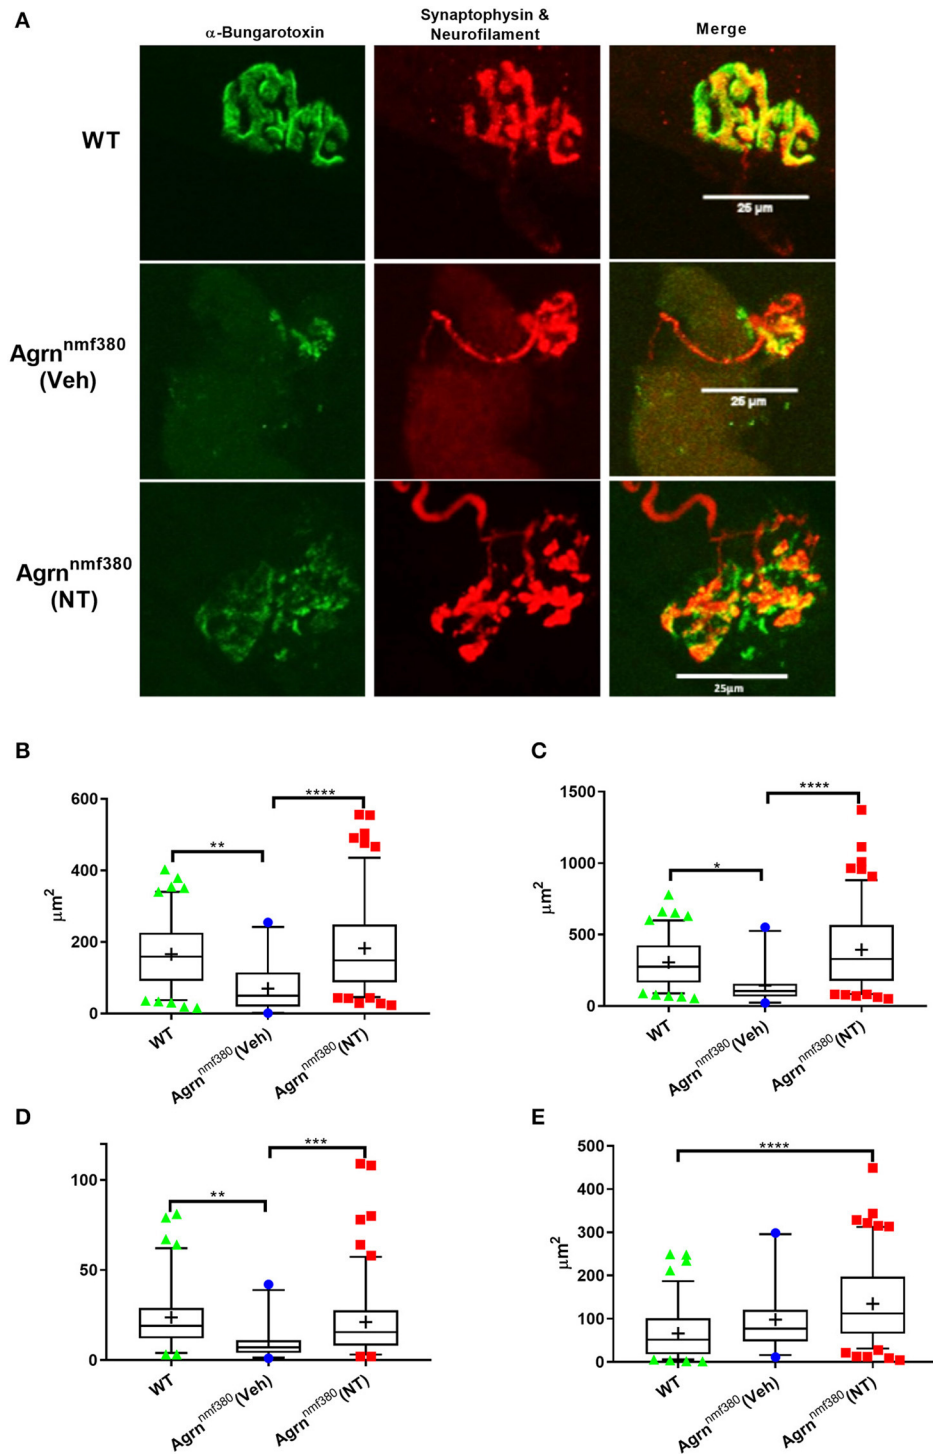 A
α-Bungarotoxin
Synaptophysin &
Neurofilament
Merge
WT
25 µm
Agrn^nmf380
(Veh)
25 µm
Agrn^nmf380
(NT)
25µm
B
600
400
200
0
µm²
**
****
WT
Agrn^nmf380(Veh)
Agrn^nmf380(NT)
C
1500
1000
500
0
µm²
*
****
WT
Agrn^nmf380(Veh)
Agrn^nmf380(NT)
D
100
50
0
**
***
WT
Agrn^nmf380(Veh)
Agrn^nmf380(NT)
E
500
400
300
200
100
0
µm²
****
WT
Agrn^nmf380(Veh)
Agrn^nmf380(NT)